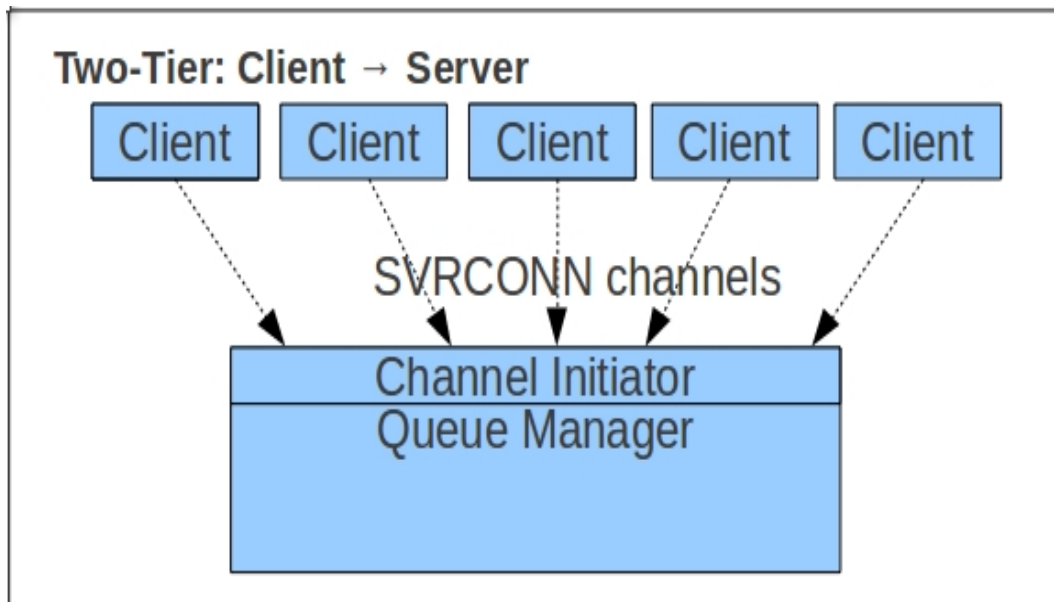 Two-Tier: Client → Server
Client Client Client Client Client
SVRCONN channels
Channel Initiator
Queue Manager